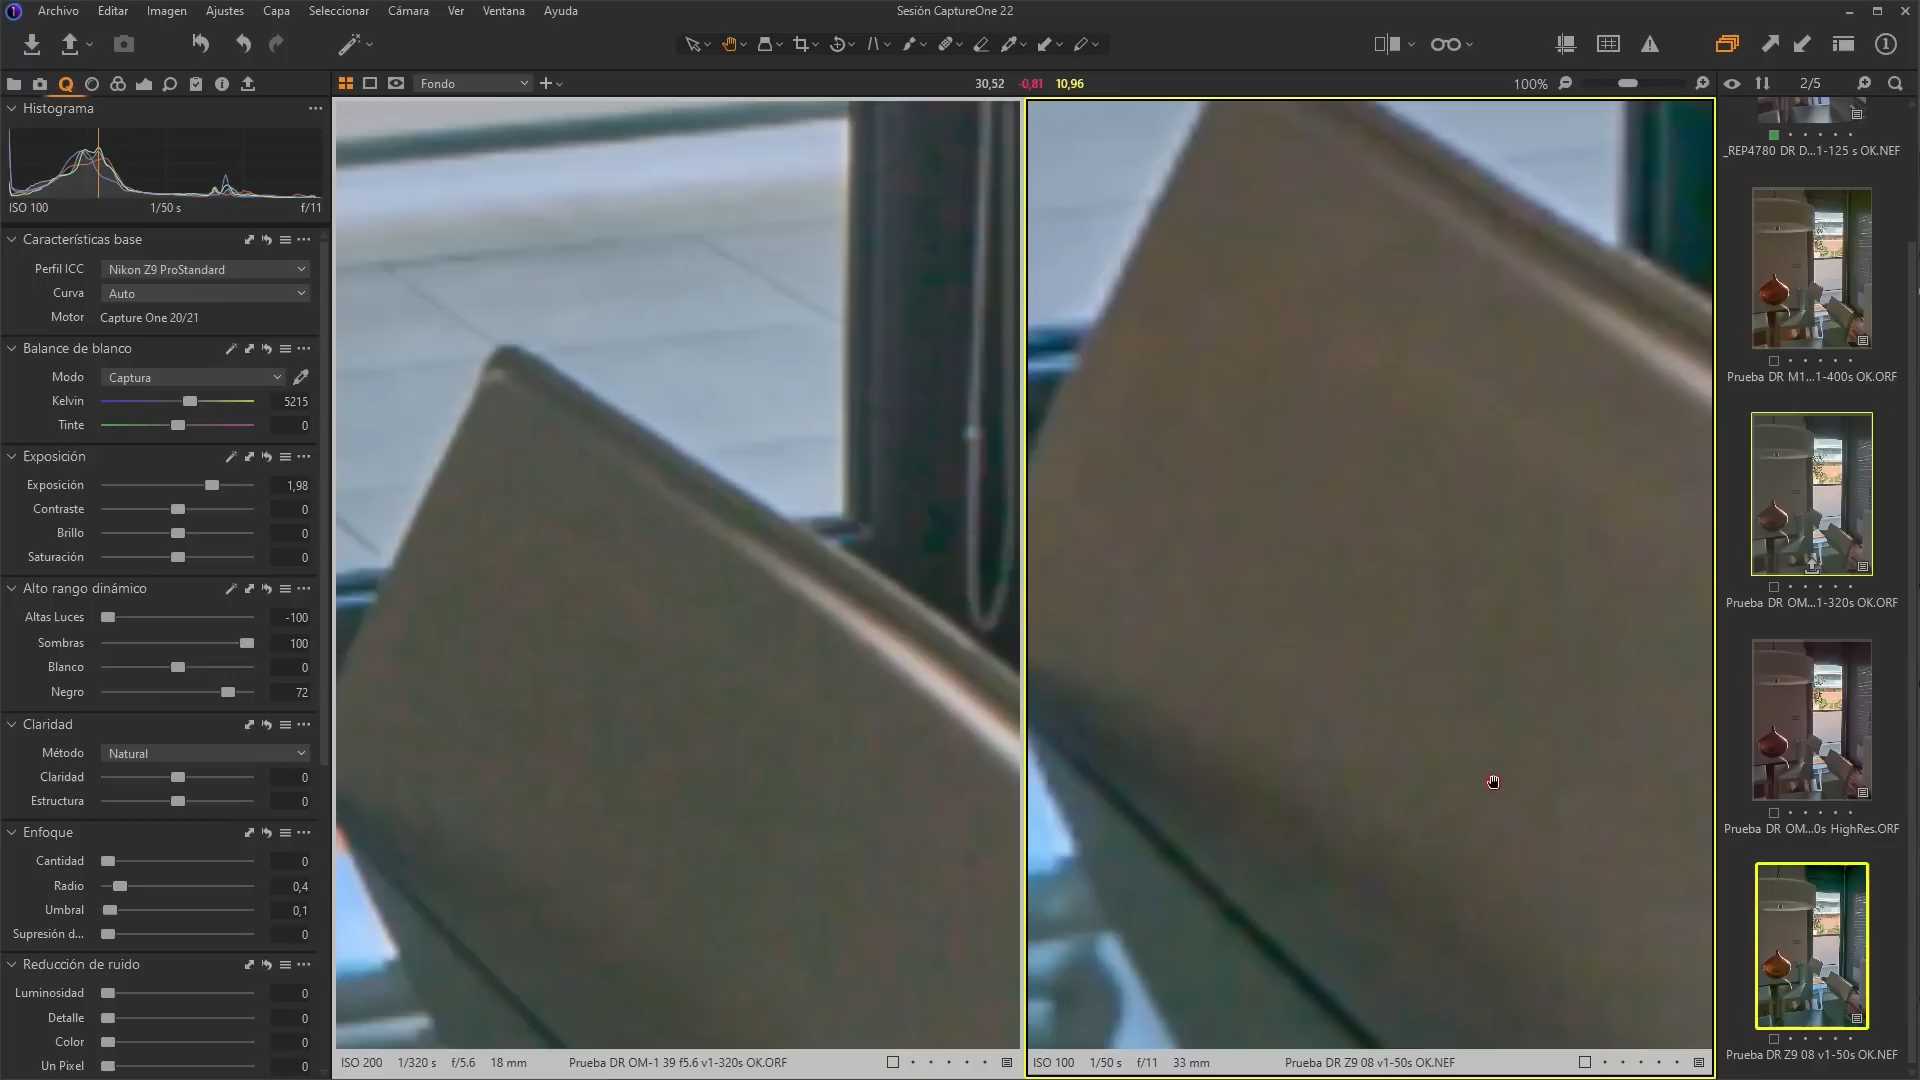 Archivo Editar Imagen Ajustes Capa Seleccionar Cámara Ver Ventana Ayuda
Sesión CaptureOne 22
Fondo
30,52 -0,81 10,96
100%
2/5
Histograma
ISO 100 1/50 s f/11
Características base
Perfil ICC Nikon Z9 ProStandard
Curva Auto
Motor Capture One 20/21
Balance de blanco
Modo Captura
Kelvin 5215
Tinte 0
Exposición
Exposición 1,98
Contraste 0
Brillo 0
Saturación 0
Alto rango dinámico
Altas Luces -100
Sombras 100
Blanco 0
Negro 72
Claridad
Método Natural
Claridad 0
Estructura 0
Enfoque
Cantidad 0
Radio 0,4
Umbral 0,1
Supresión d... 0
Reducción de ruido
Luminosidad 0
Detalle 0
Color 0
Un Pixel 0
ISO 200 1/320 s f/5.6 18 mm Prueba DR OM-1 39 f5.6 v1-320s OK.ORF
ISO 100 1/50 s f/11 33 mm Prueba DR Z9 08 v1-50s OK.NEF
_REP4780 DR D...1-125 s OK.NEF
Prueba DR M1...1-400s OK.ORF
Prueba DR OM...1-320s OK.ORF
Prueba DR OM...0s HighRes.ORF
Prueba DR Z9 08 v1-50s OK.NEF